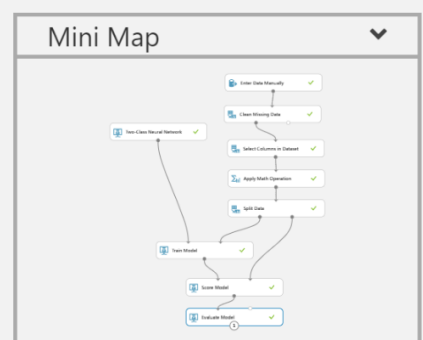 Mini Map
Enter Data Manually
Clean Missing Data
Two-Class Neural Network
Select Columns in Dataset
Apply Math Operation
Split Data
Train Model
Score Model
Evaluate Model
1